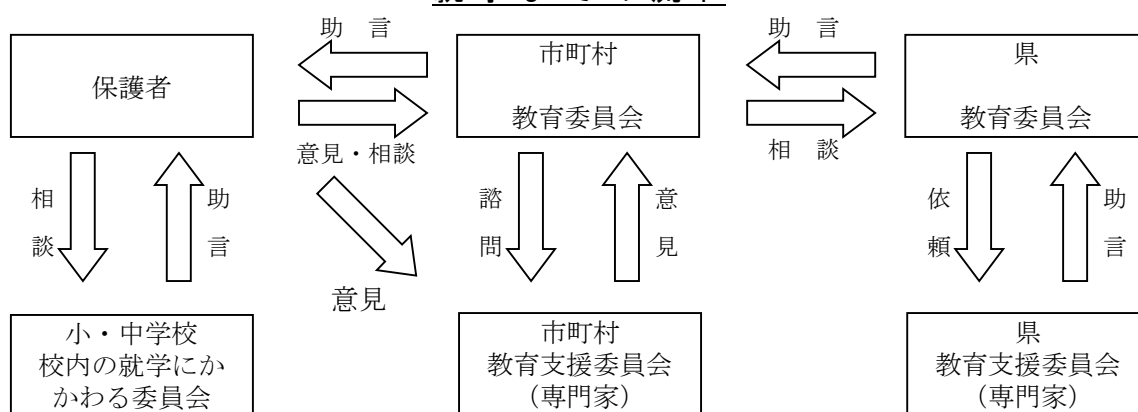 助 言
助 言
保護者
市町村
教育委員会
県
教育委員会
意見・相談
相 談
相談
助言
意見
諮問
意見
依頼
助言
小・中学校
校内の就学にか
かわる委員会
市町村
教育支援委員会
(専門家)
県
教育支援委員会
(専門家)